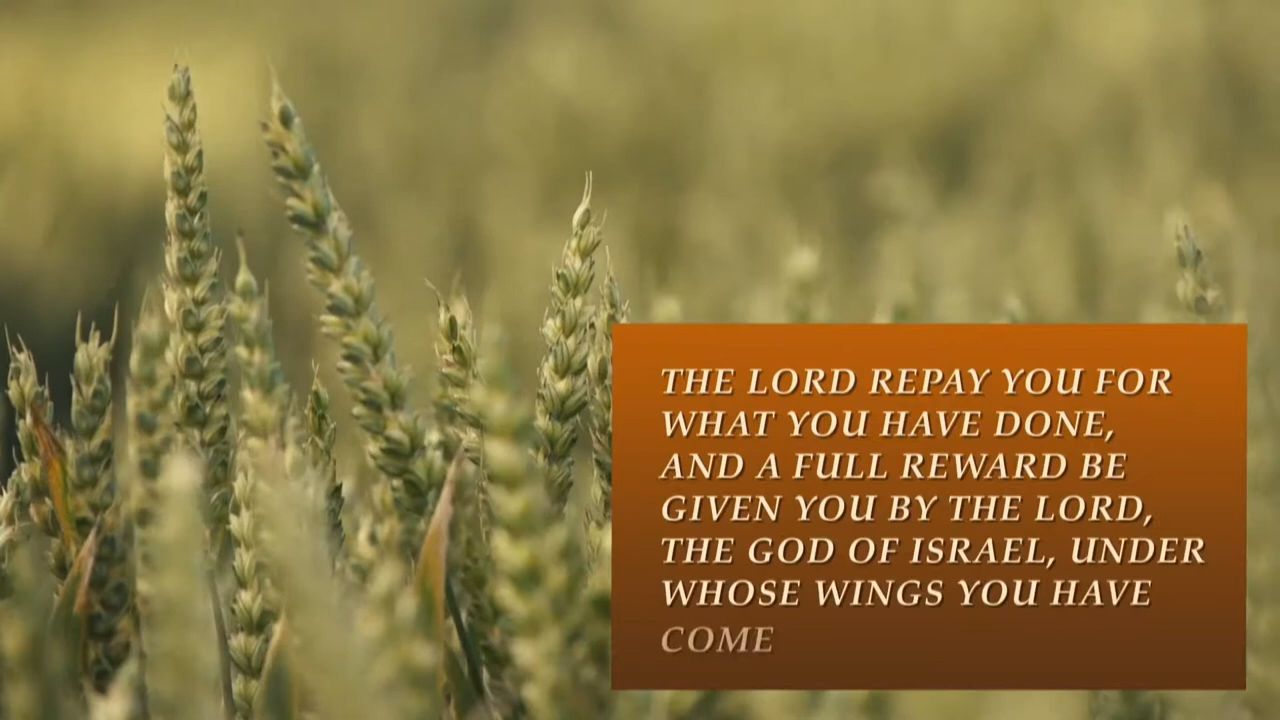 THE LORD REPAY YOU FOR
WHAT YOU HAVE DONE,
AND A FULL REWARD BE
GIVEN YOU BY THE LORD,
THE GOD OF ISRAEL, UNDER
WHOSE WINGS YOU HAVE
COME